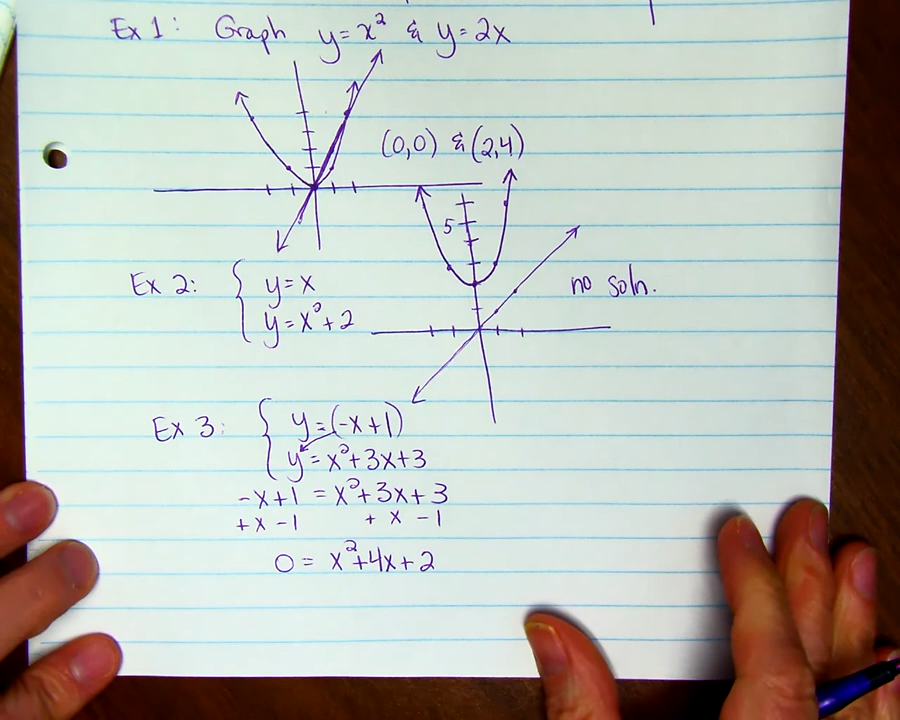 Ex 1: Graph y=x² & y=2x
(0,0) & (2,4)
5
Ex 2: { y=x
y=x²+2
no soln.
Ex 3: { y=(-x+1)
y=x²+3x+3
-x+1 = x²+3x+3
+x -1 + x -1
0 = x²+4x+2